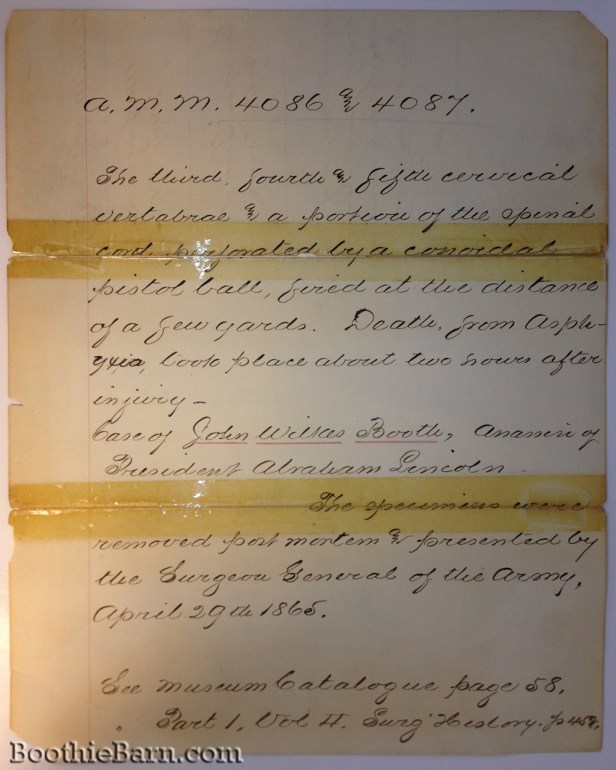 A. M. M. 4086 & 4087.
The third, fourth & fifth cervical
vertabrae & a portion of the spinal
cord, perforated by a conoidal
pistol ball, fired at the distance
of a few yards. Death, from Asph-
yxia, took place about two hours after
injury -
Case of John Wilkes Booth, Assassin of
President Abraham Lincoln -
The specimens were
removed post mortem & presented by
the Surgeon General of the Army,
April 29th 1865.
See Museum Catalogue page 58.
" Part 1, Vol II, Surg' History. p 452.
BoothieBarn.com